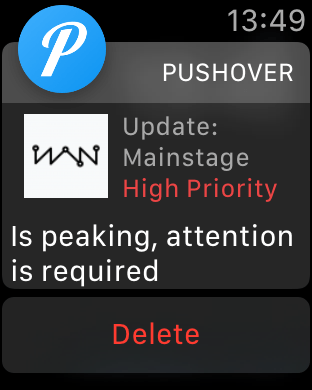 13:49
PUSHOVER
Update:
Mainstage
High Priority
Is peaking, attention
is required
Delete